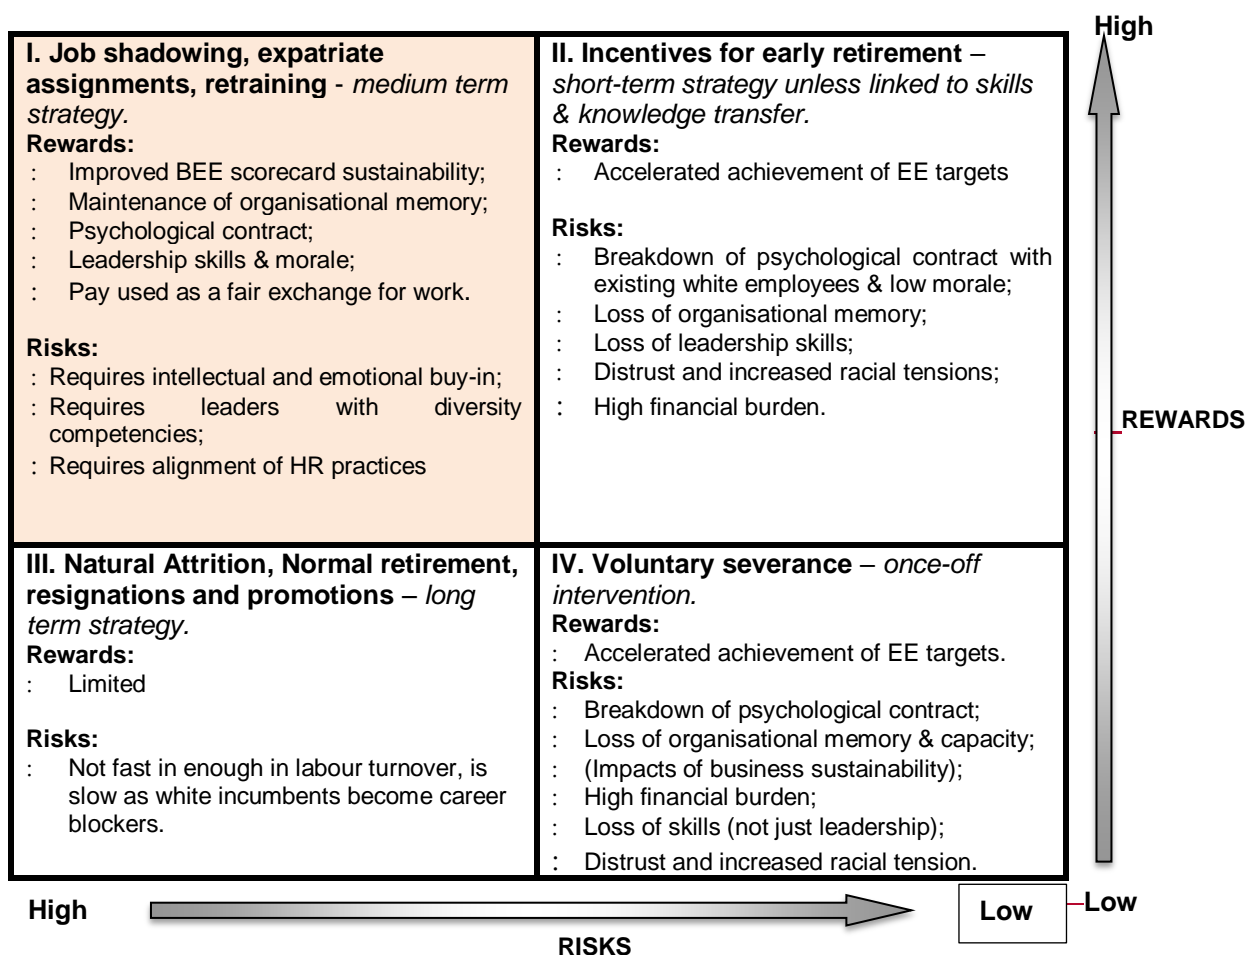 High
I. Job shadowing, expatriate
assignments, retraining - medium term
strategy.
Rewards:
: Improved BEE scorecard sustainability;
: Maintenance of organisational memory;
: Psychological contract;
: Leadership skills & morale;
: Pay used as a fair exchange for work.
Risks:
: Requires intellectual and emotional buy-in;
: Requires leaders with diversity
competencies;
: Requires alignment of HR practices
II. Incentives for early retirement –
short-term strategy unless linked to skills
& knowledge transfer.
Rewards:
: Accelerated achievement of EE targets
Risks:
: Breakdown of psychological contract with
existing white employees & low morale;
: Loss of organisational memory;
: Loss of leadership skills;
: Distrust and increased racial tensions;
: High financial burden.
REWARDS
III. Natural Attrition, Normal retirement,
resignations and promotions – long
term strategy.
Rewards:
: Limited
Risks:
: Not fast in enough in labour turnover, is
slow as white incumbents become career
blockers.
IV. Voluntary severance – once-off
intervention.
Rewards:
: Accelerated achievement of EE targets.
Risks:
: Breakdown of psychological contract;
: Loss of organisational memory & capacity;
: (Impacts of business sustainability);
: High financial burden;
: Loss of skills (not just leadership);
: Distrust and increased racial tension.
High
Low
Low
RISKS